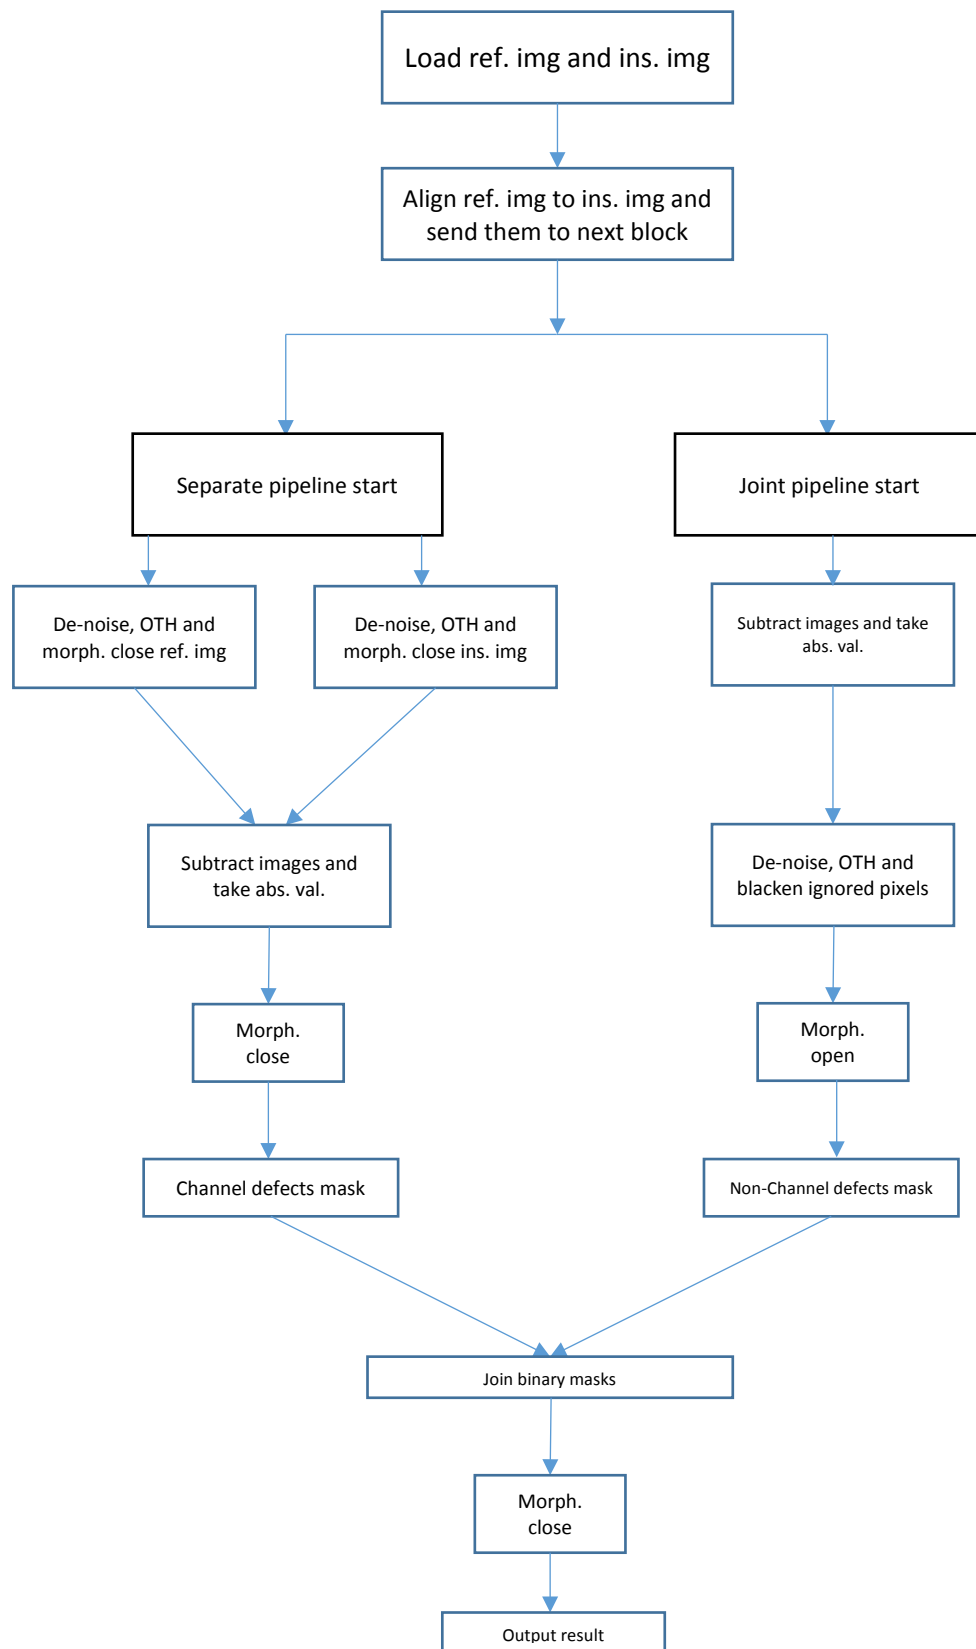 Load ref. img and ins. img
Align ref. img to ins. img and
send them to next block
Separate pipeline start
Joint pipeline start
De-noise, OTH and
morph. close ref. img
De-noise, OTH and
morph. close ins. img
Subtract images and take
abs. val.
Subtract images and
take abs. val.
De-noise, OTH and
blacken ignored pixels
Morph.
close
Morph.
open
Channel defects mask
Non-Channel defects mask
Join binary masks
Morph.
close
Output result